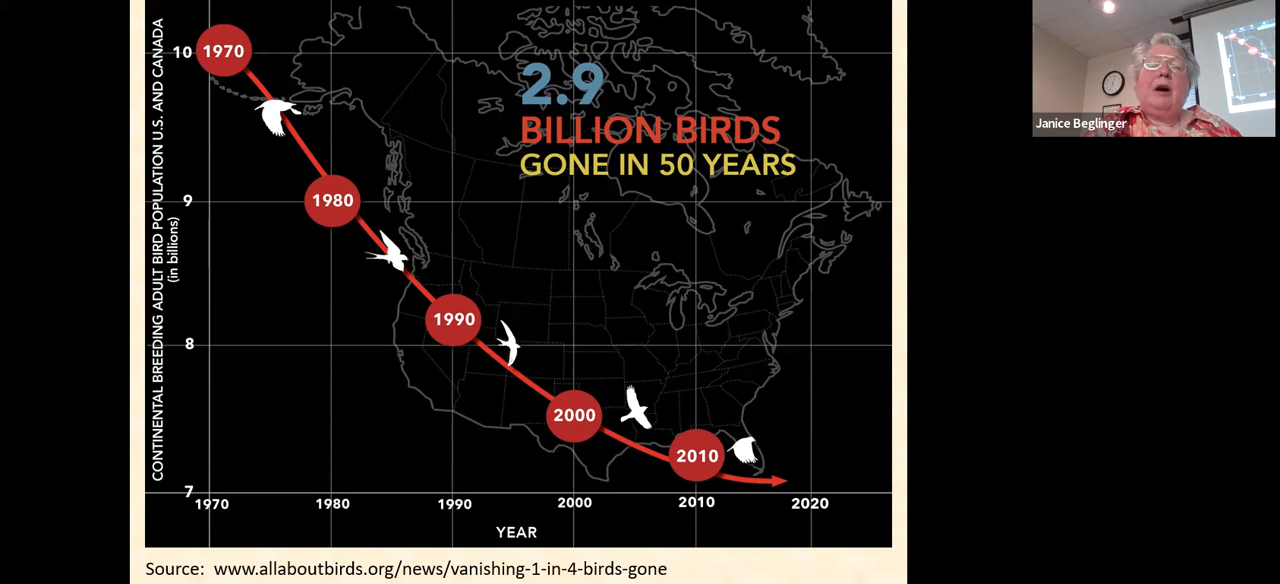 CONTINENTAL BREEDING ADULT BIRD POPULATION U.S. AND CANADA
(in billions)
10
9
8
7
1970
1980
1990
2000
2010
2.9
BILLION BIRDS
GONE IN 50 YEARS
1970
1980
1990
2000
2010
2020
YEAR
Source: www.allaboutbirds.org/news/vanishing-1-in-4-birds-gone
Janice Beglinger